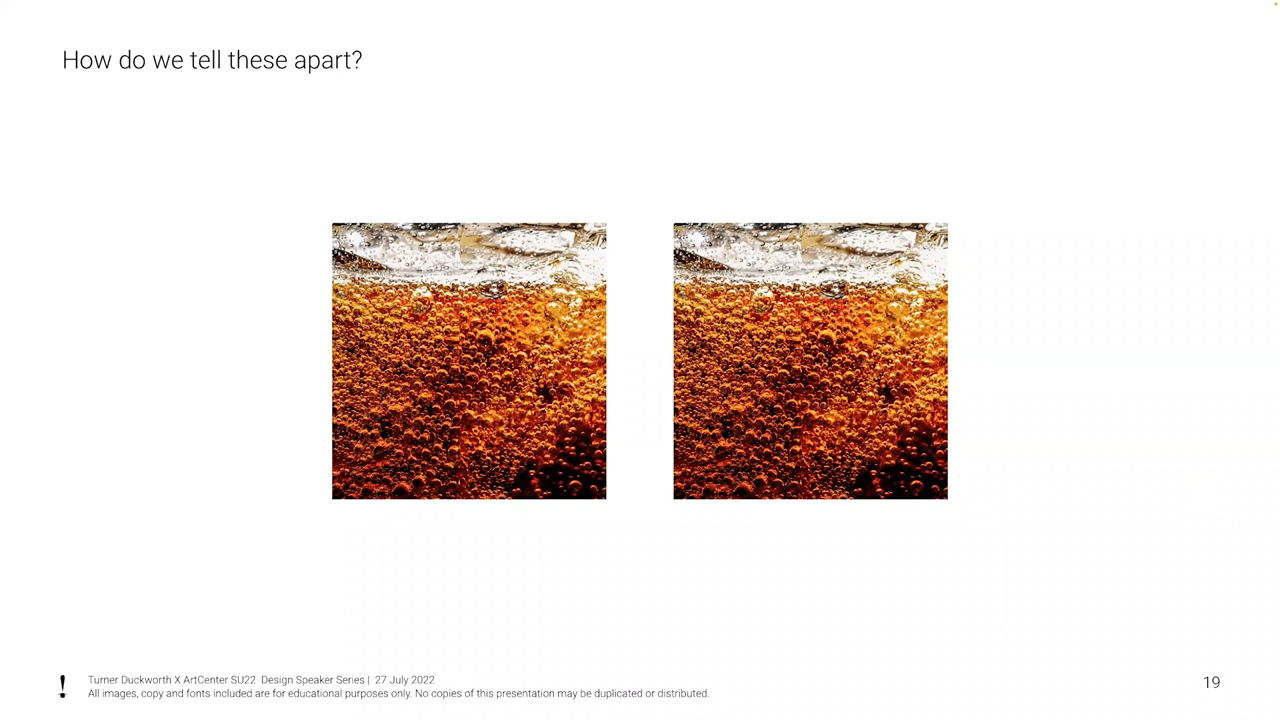 How do we tell these apart?
! Turner Duckworth X ArtCenter SU22 Design Speaker Series | 27 July 2022
All images, copy and fonts included are for educational purposes only. No copies of this presentation may be duplicated or distributed.
19